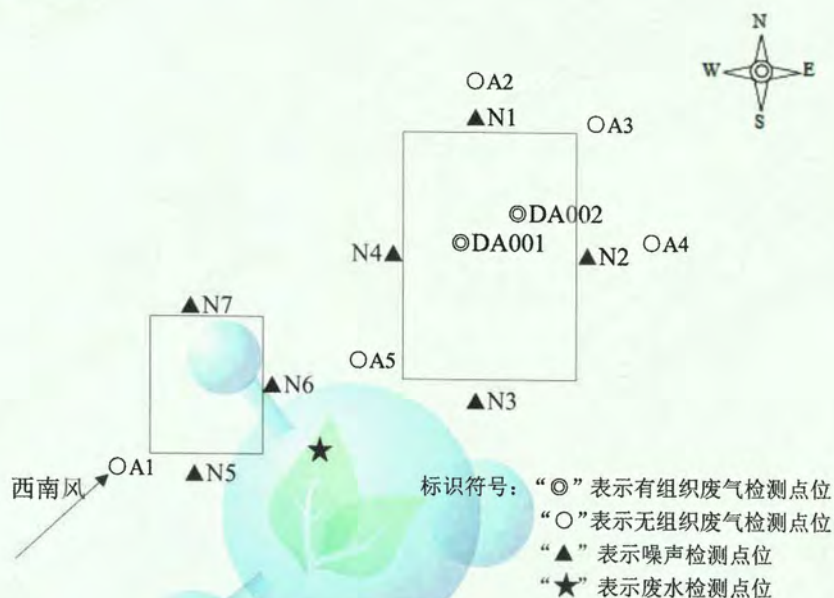 N
W E
S
○A2
▲N1
○A3
◎DA002
◎DA001
N4▲
▲N2
○A4
▲N7
○A5
▲N6
▲N3
○A1
▲N5
西南风
★
标识符号：“◎”表示有组织废气检测点位
“○”表示无组织废气检测点位
“▲”表示噪声检测点位
“★”表示废水检测点位